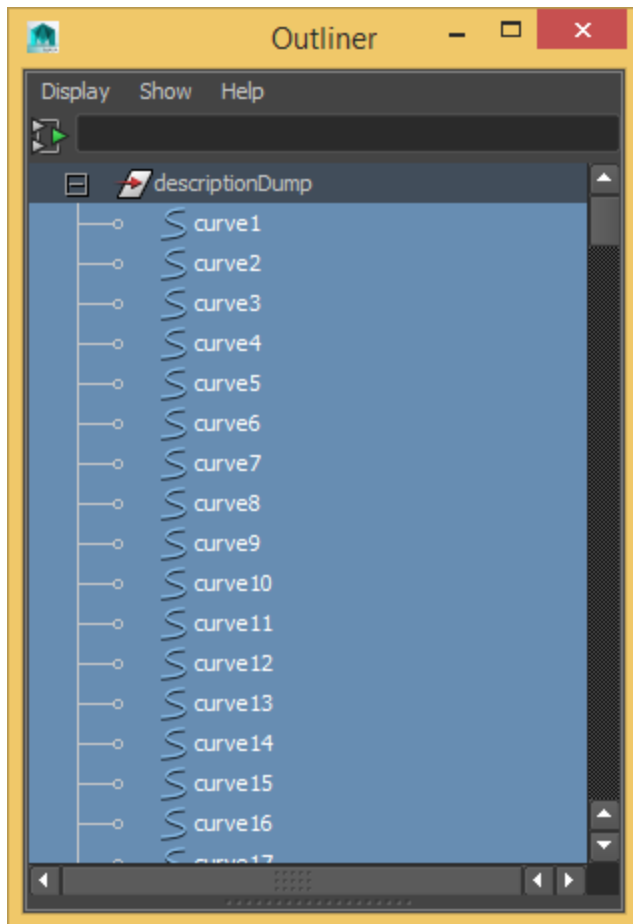 Outliner
Display Show Help
descriptionDump
curve1
curve2
curve3
curve4
curve5
curve6
curve7
curve8
curve9
curve10
curve11
curve12
curve13
curve14
curve15
curve16
curve17